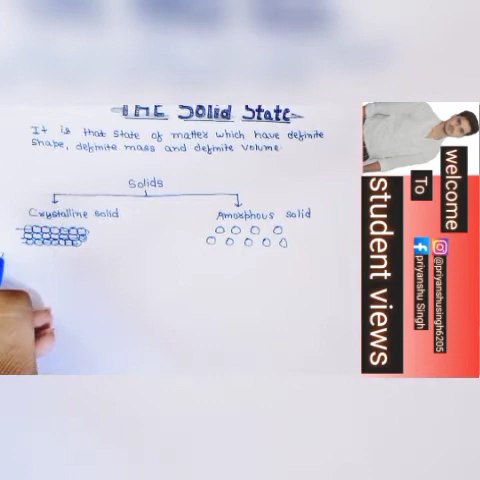 THE Solid State
It is that state of matter which have definite
shape, definite mass and definite volume.
Solids
Crystalline solid
Amorphous solid
welcome
To
student views
@priyanshusingh6205
priyanshu Singh